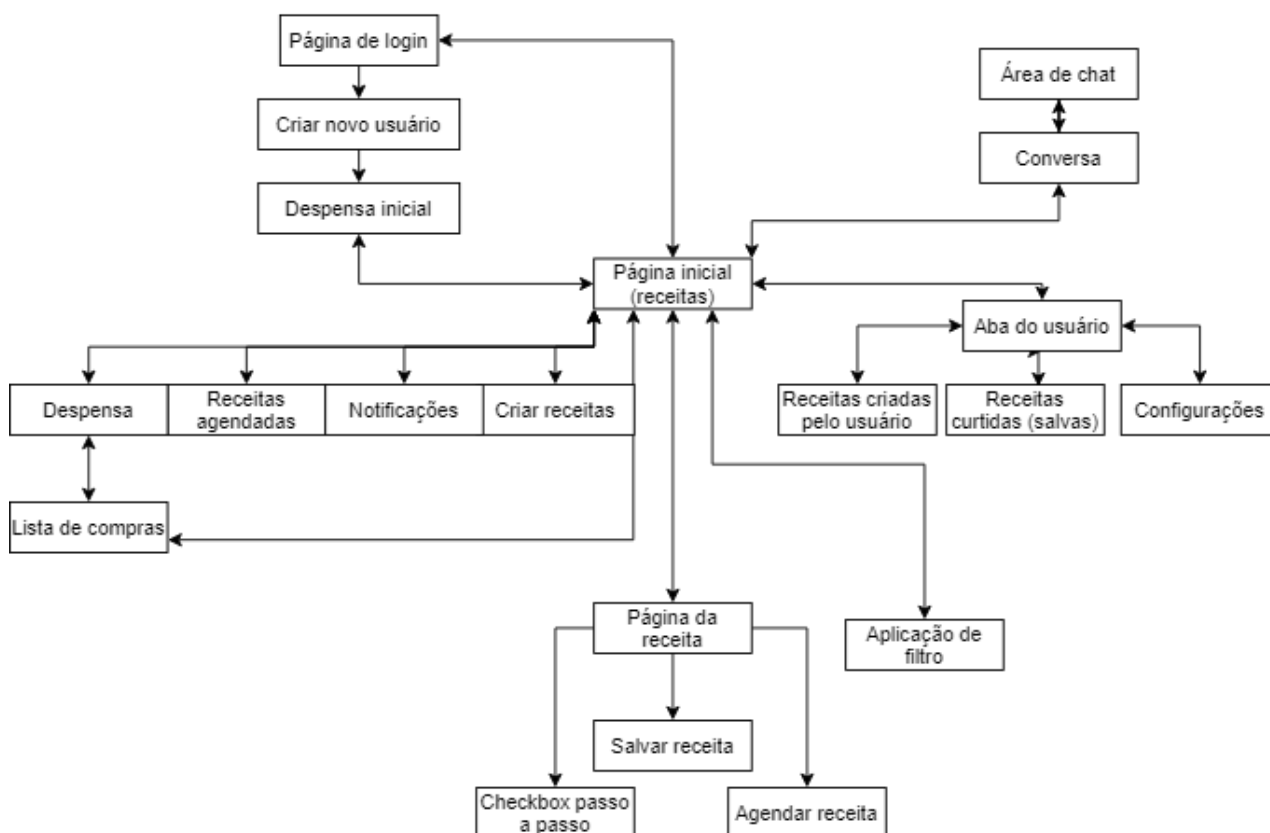 Página de login
Área de chat
Criar novo usuário
Conversa
Despensa inicial
Página inicial
(receitas)
Aba do usuário
Despensa
Receitas
agendadas
Notificações
Criar receitas
Receitas criadas
pelo usuário
Receitas
curtidas (salvas)
Configurações
Lista de compras
Página da
receita
Aplicação de
filtro
Salvar receita
Checkbox passo
a passo
Agendar receita